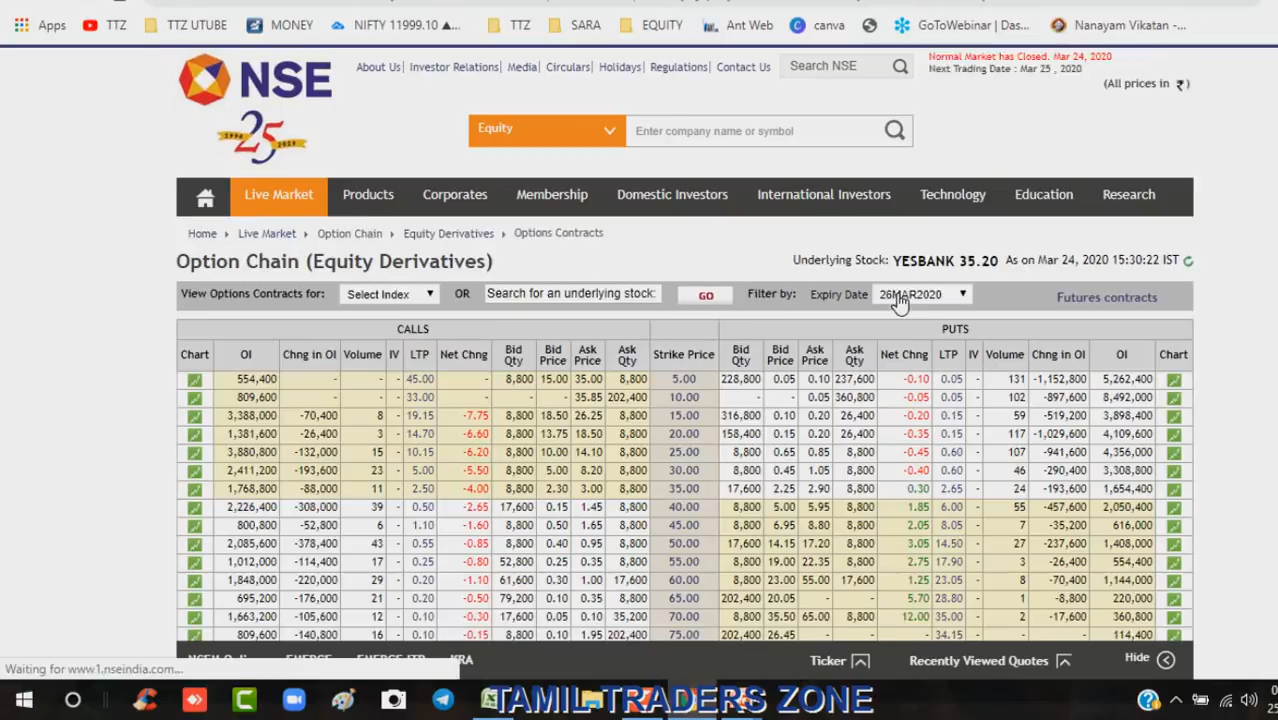 Apps TTZ TTZ UTUBE MONEY NIFTY 11999.10 ▲... TTZ SARA EQUITY Ant Web canva GoToWebinar | Das... Nanayam Vikatan -...
NSE
1994 25 2019
About Us| Investor Relations| Media| Circulars| Holidays| Regulations| Contact Us
Search NSE
Normal Market has Closed. Mar 24, 2020
Next Trading Date : Mar 25 , 2020
(All prices in ₹)
Equity
Enter company name or symbol
Live Market Products Corporates Membership Domestic Investors International Investors Technology Education Research
Home Live Market Option Chain Equity Derivatives Options Contracts
Option Chain (Equity Derivatives)
Underlying Stock: YESBANK 35.20 As on Mar 24, 2020 15:30:22 IST
View Options Contracts for: Select Index OR Search for an underlying stock: GO Filter by: Expiry Date 26MAR2020 Futures contracts
CALLS PUTS
Chart OI Chng in OI Volume IV LTP Net Chng Bid Qty Bid Price Ask Price Ask Qty Strike Price Bid Qty Bid Price Ask Price Ask Qty Net Chng LTP IV Volume Chng in OI OI Chart
554,400 - - - 45.00 - 8,800 15.00 35.00 8,800 5.00 228,800 0.05 0.10 237,600 -0.10 0.05 - 131 -1,152,800 5,262,400
809,600 - - - 33.00 - - - 35.85 202,400 10.00 - - 0.05 360,800 -0.05 0.05 - 102 -897,600 8,492,000
3,388,000 -70,400 8 - 19.15 -7.75 8,800 18.50 26.25 8,800 15.00 316,800 0.10 0.20 26,400 -0.20 0.15 - 59 -519,200 3,898,400
1,381,600 -26,400 3 - 14.70 -6.60 8,800 13.75 18.50 8,800 20.00 158,400 0.15 0.20 26,400 -0.35 0.15 - 117 -1,029,600 4,109,600
3,880,800 -132,000 15 - 10.15 -6.20 8,800 10.00 14.10 8,800 25.00 8,800 0.65 0.85 8,800 -0.45 0.60 - 107 -941,600 4,356,000
2,411,200 -193,600 23 - 5.00 -5.50 8,800 5.00 8.20 8,800 30.00 8,800 0.45 1.05 8,800 -0.40 0.60 - 46 -290,400 3,308,800
1,768,800 -88,000 11 - 2.50 -4.00 8,800 2.30 3.00 8,800 35.00 17,600 2.25 2.90 8,800 0.30 2.65 - 24 -193,600 1,654,400
2,226,400 -308,000 39 - 0.50 -2.65 17,600 0.15 1.45 8,800 40.00 8,800 5.00 5.95 8,800 1.85 6.00 - 55 -457,600 2,050,400
800,800 -52,800 6 - 1.10 -1.60 8,800 0.50 1.65 8,800 45.00 8,800 6.95 8.80 8,800 2.05 8.05 - 7 -35,200 616,000
2,085,600 -378,400 43 - 0.55 -0.85 8,800 0.40 0.95 8,800 50.00 17,600 14.15 17.20 8,800 3.05 14.50 - 27 -237,600 1,408,000
1,012,000 -114,400 17 - 0.25 -0.80 52,800 0.25 0.35 8,800 55.00 8,800 19.00 22.35 8,800 2.75 17.90 - 3 -26,400 554,400
1,848,000 -220,000 29 - 0.20 -1.10 61,600 0.30 1.00 17,600 60.00 8,800 23.00 55.00 17,600 1.25 23.05 - 8 -70,400 1,144,000
695,200 -176,000 21 - 0.20 -0.50 79,200 0.10 0.35 8,800 65.00 202,400 20.05 - - 5.70 28.80 - 1 -8,800 220,000
1,663,200 -105,600 12 - 0.10 -0.30 17,600 0.05 0.10 35,200 70.00 8,800 35.50 65.00 8,800 12.00 35.00 - 2 -17,600 360,800
809,600 -140,800 16 - 0.10 -0.15 8,800 0.10 1.95 202,400 75.00 202,400 26.45 - - - 34.15 - - - 114,400
Waiting for www1.nseindia.com...
KRA
Ticker Recently Viewed Quotes Hide
TAMIL TRADERS ZONE